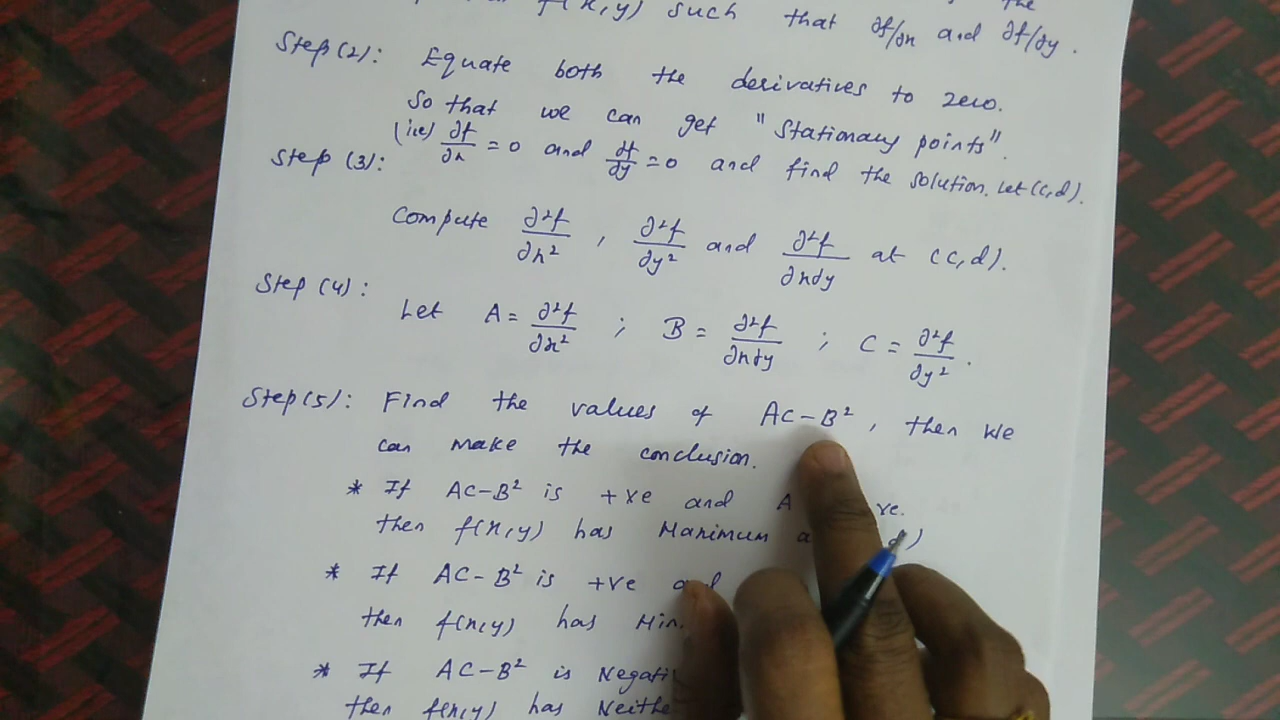 f(x,y) such that ∂f/∂x and ∂f/∂y.
Step(2): Equate both the derivatives to zero.
So that we can get "Stationary points".
(ie) ∂f/∂x = 0 and ∂f/∂y = 0 and find the solution. Let (c,d).
Step (3):
Compute ∂²f/∂x² , ∂²f/∂y² and ∂²f/∂x∂y at (c,d).
Step (4):
Let A = ∂²f/∂x² ; B = ∂²f/∂x∂y ; C = ∂²f/∂y² .
Step(5): Find the values of AC-B², then We
can make the conclusion.
* If AC-B² is +ve and A ve.
then f(x,y) has Maximum
* If AC-B² is +ve and
then f(x,y) has Min.
* If AC-B² is
then f(x,y) has